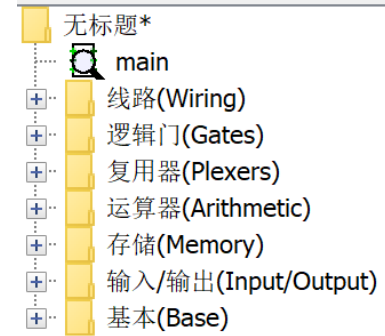 无标题*
main
线路(Wiring)
逻辑门(Gates)
复用器(Plexers)
运算器(Arithmetic)
存储(Memory)
输入/输出(Input/Output)
基本(Base)